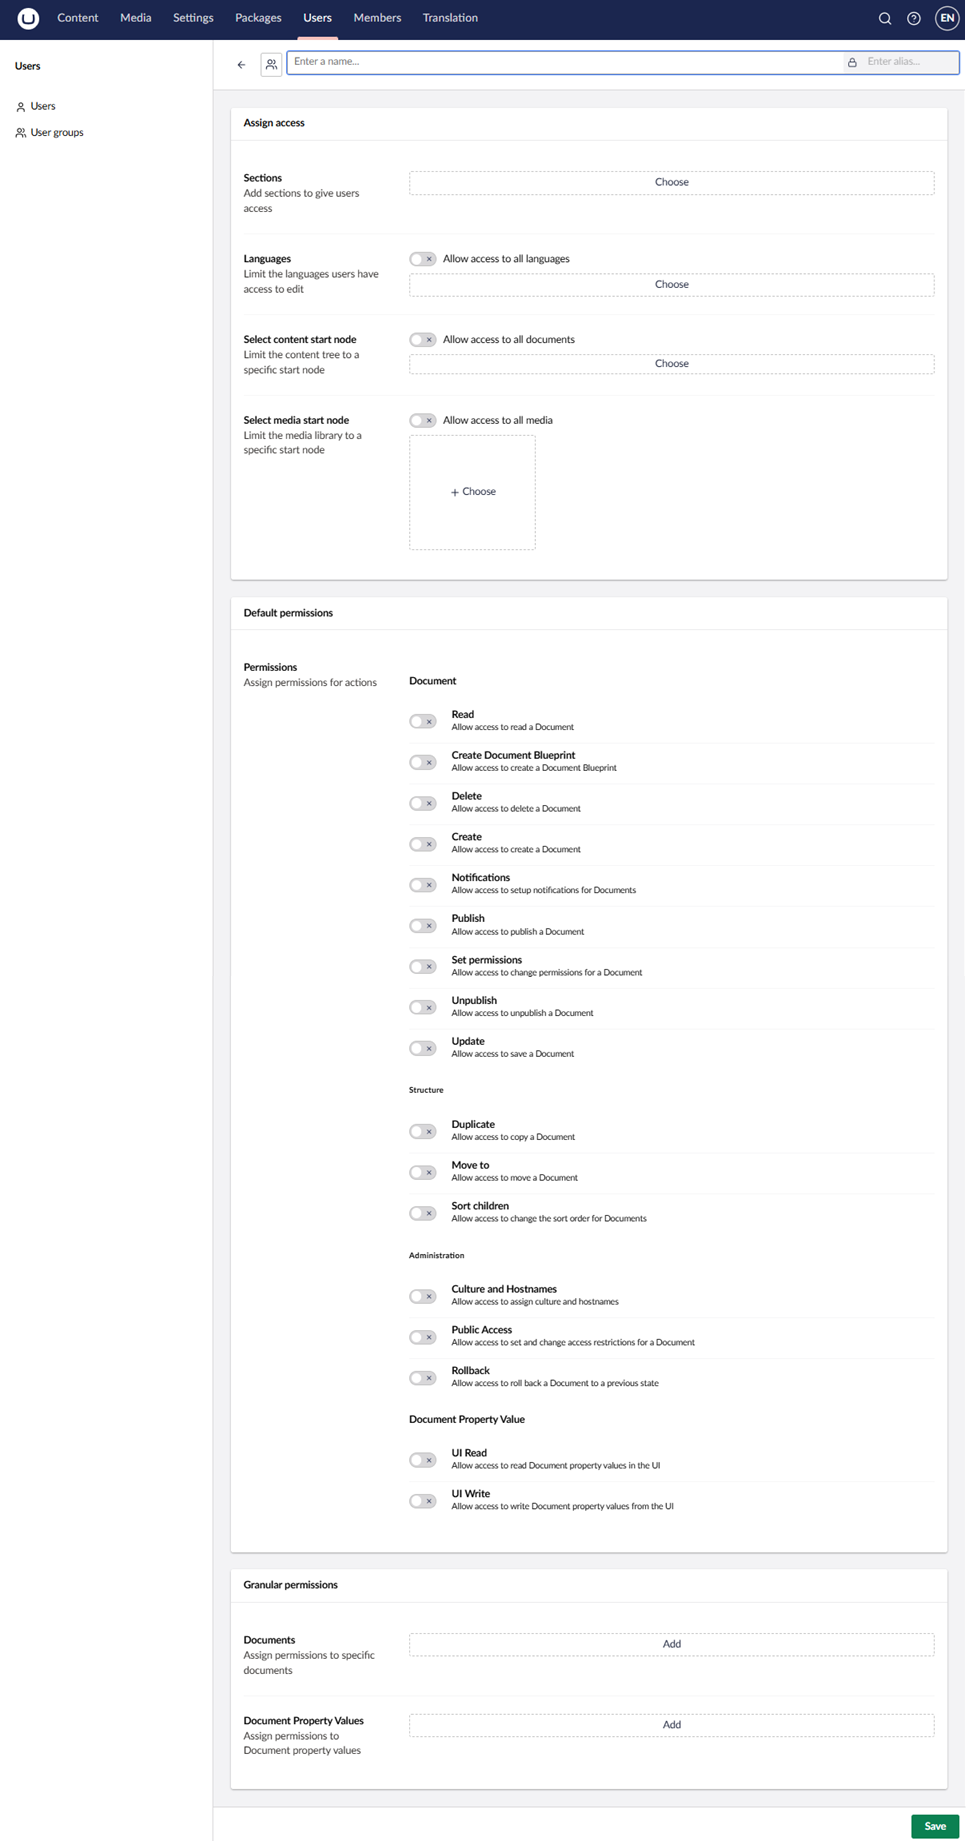 Content Media Settings Packages Users Members Translation EN
Users
Users
User groups
Enter a name... Enter alias...
Assign access
Sections
Add sections to give users
access
Choose
Languages
Limit the languages users have
access to edit
Allow access to all languages
Choose
Select content start node
Limit the content tree to a
specific start node
Allow access to all documents
Choose
Select media start node
Limit the media library to a
specific start node
Allow access to all media
+ Choose
Default permissions
Permissions
Assign permissions for actions
Document
Read
Allow access to read a Document
Create Document Blueprint
Allow access to create a Document Blueprint
Delete
Allow access to delete a Document
Create
Allow access to create a Document
Notifications
Allow access to setup notifications for Documents
Publish
Allow access to publish a Document
Set permissions
Allow access to change permissions for a Document
Unpublish
Allow access to unpublish a Document
Update
Allow access to save a Document
Structure
Duplicate
Allow access to copy a Document
Move to
Allow access to move a Document
Sort children
Allow access to change the sort order for Documents
Administration
Culture and Hostnames
Allow access to assign culture and hostnames
Public Access
Allow access to set and change access restrictions for a Document
Rollback
Allow access to roll back a Document to a previous state
Document Property Value
UI Read
Allow access to read Document property values in the UI
UI Write
Allow access to write Document property values from the UI
Granular permissions
Documents
Assign permissions to specific
documents
Add
Document Property Values
Assign permissions to
Document property values
Add
Save